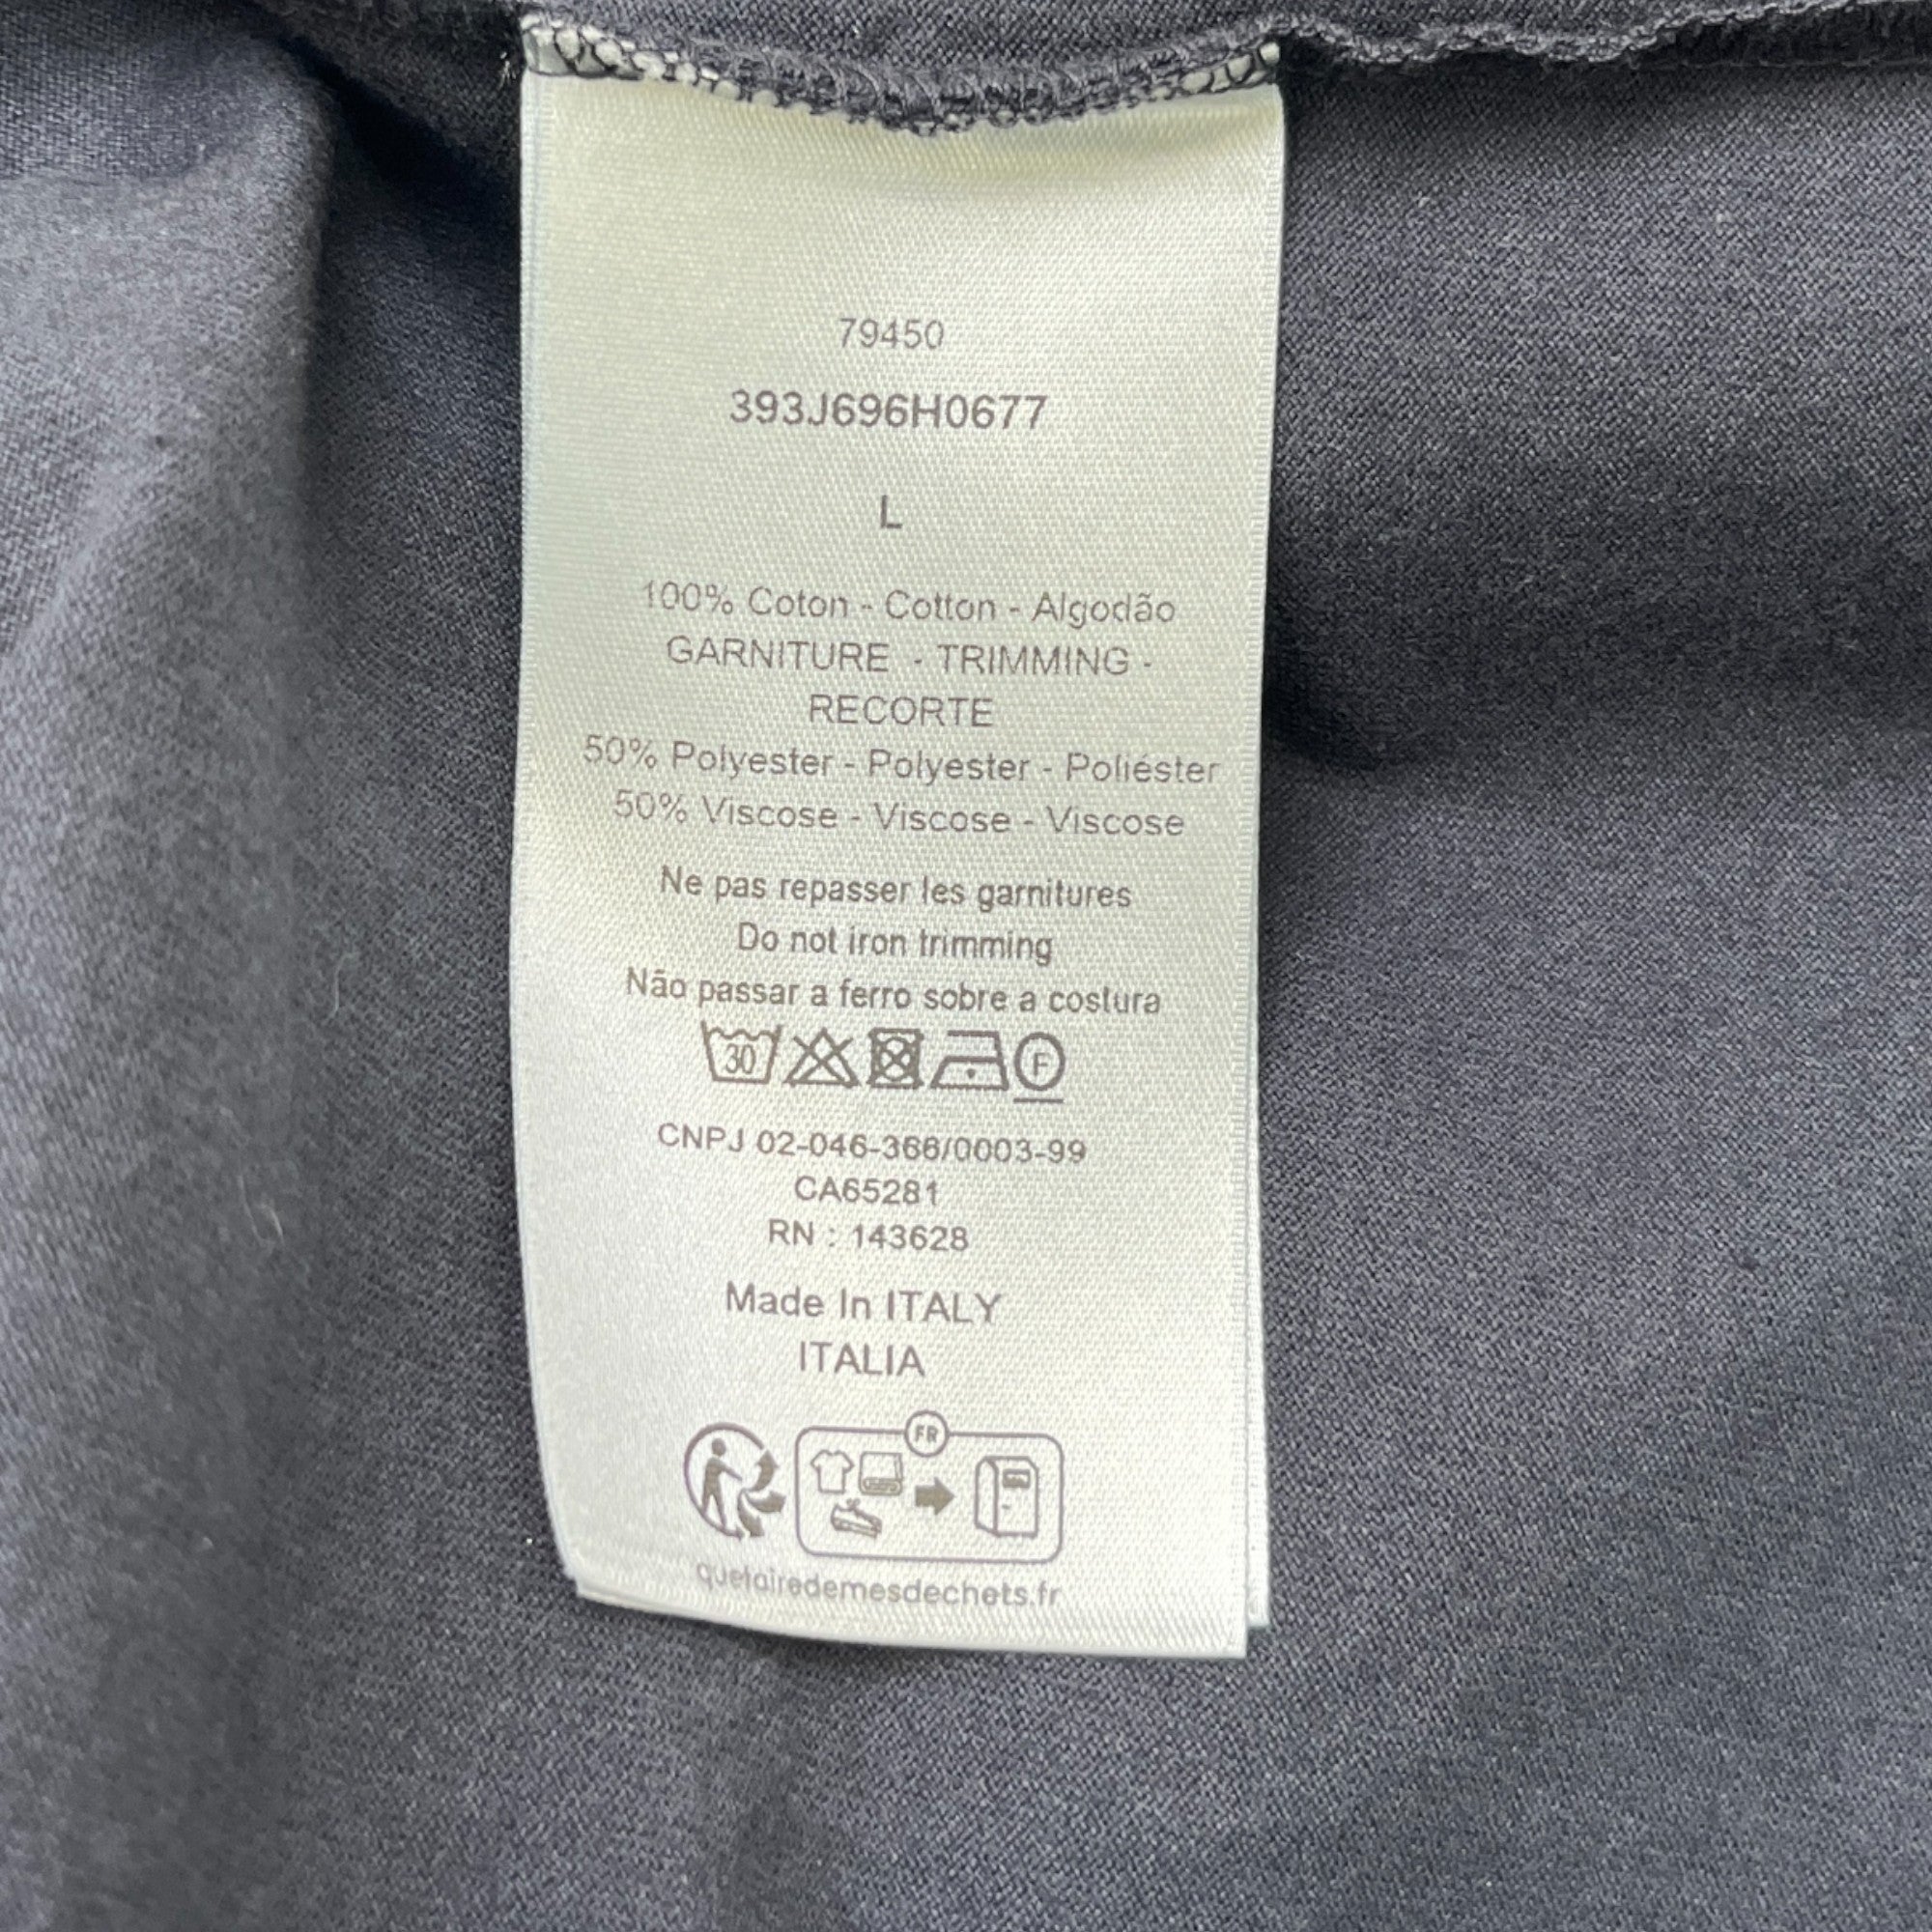 79450
393J696H0677
L
100% Coton - Cotton - Algodão
GARNITURE - TRIMMING -
RECORTE
50% Polyester - Polyester - Poliéster
50% Viscose - Viscose - Viscose
Ne pas repasser les garnitures
Do not iron trimming
Não passar a ferro sobre a costura
30 F
CNPJ 02-046-366/0003-99
CA65281
RN : 143628
Made In ITALY
ITALIA
FR
quefairedemesdechets.fr